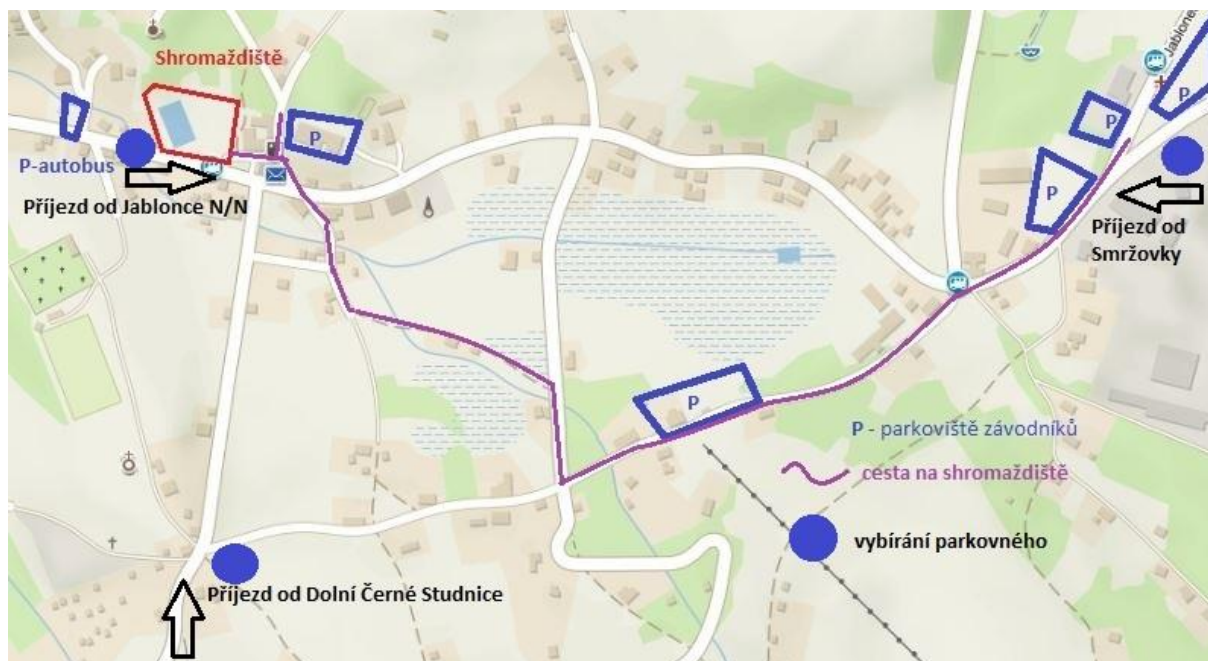 Shromaždiště
Jablonec
P
P
P
P-autobus
Příjezd od Jablonce N/N
P
Příjezd od
Smržovky
P
P - parkoviště závodníků
cesta na shromaždiště
vybírání parkovného
Příjezd od Dolní Černé Studnice